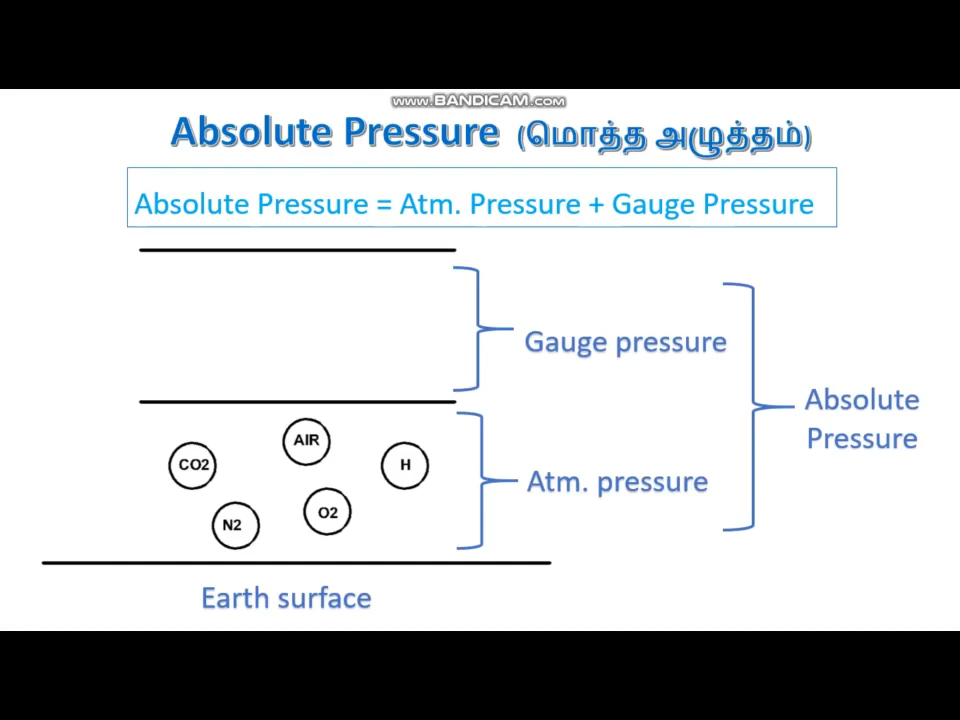 www.BANDICAM.com
Absolute Pressure (மொத்த அழுத்தம்)
Absolute Pressure = Atm. Pressure + Gauge Pressure
Gauge pressure
Absolute
Pressure
AIR
CO2
H
Atm. pressure
N2
O2
Earth surface